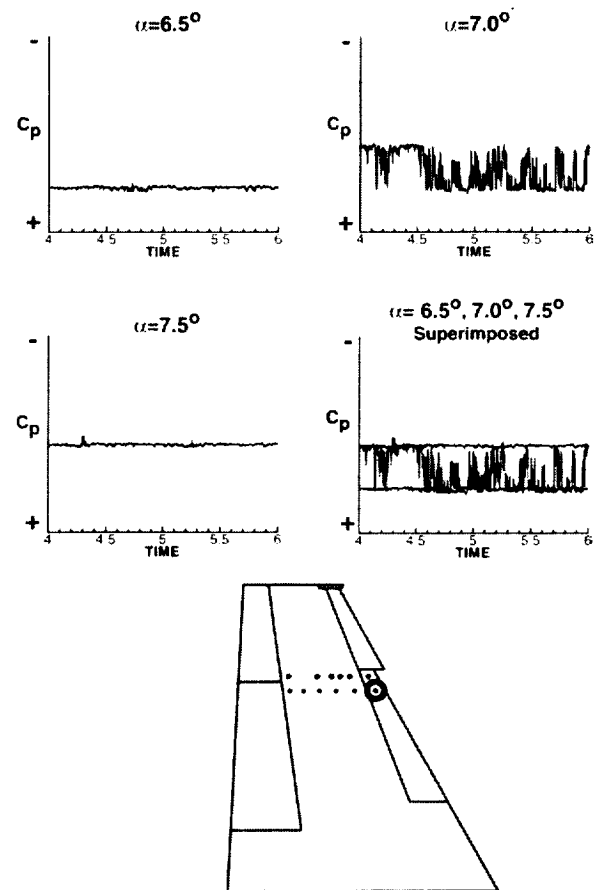 α=6.5°
-
Cp
+
4 4.5 5 5.5 6
TIME
α=7.0°
-
Cp
+
4 4.5 5 5.5 6
TIME
α=7.5°
-
Cp
+
4 4.5 5 5.5 6
TIME
α= 6.5°, 7.0°, 7.5°
Superimposed
-
Cp
+
4 4.5 5 5.5 6
TIME